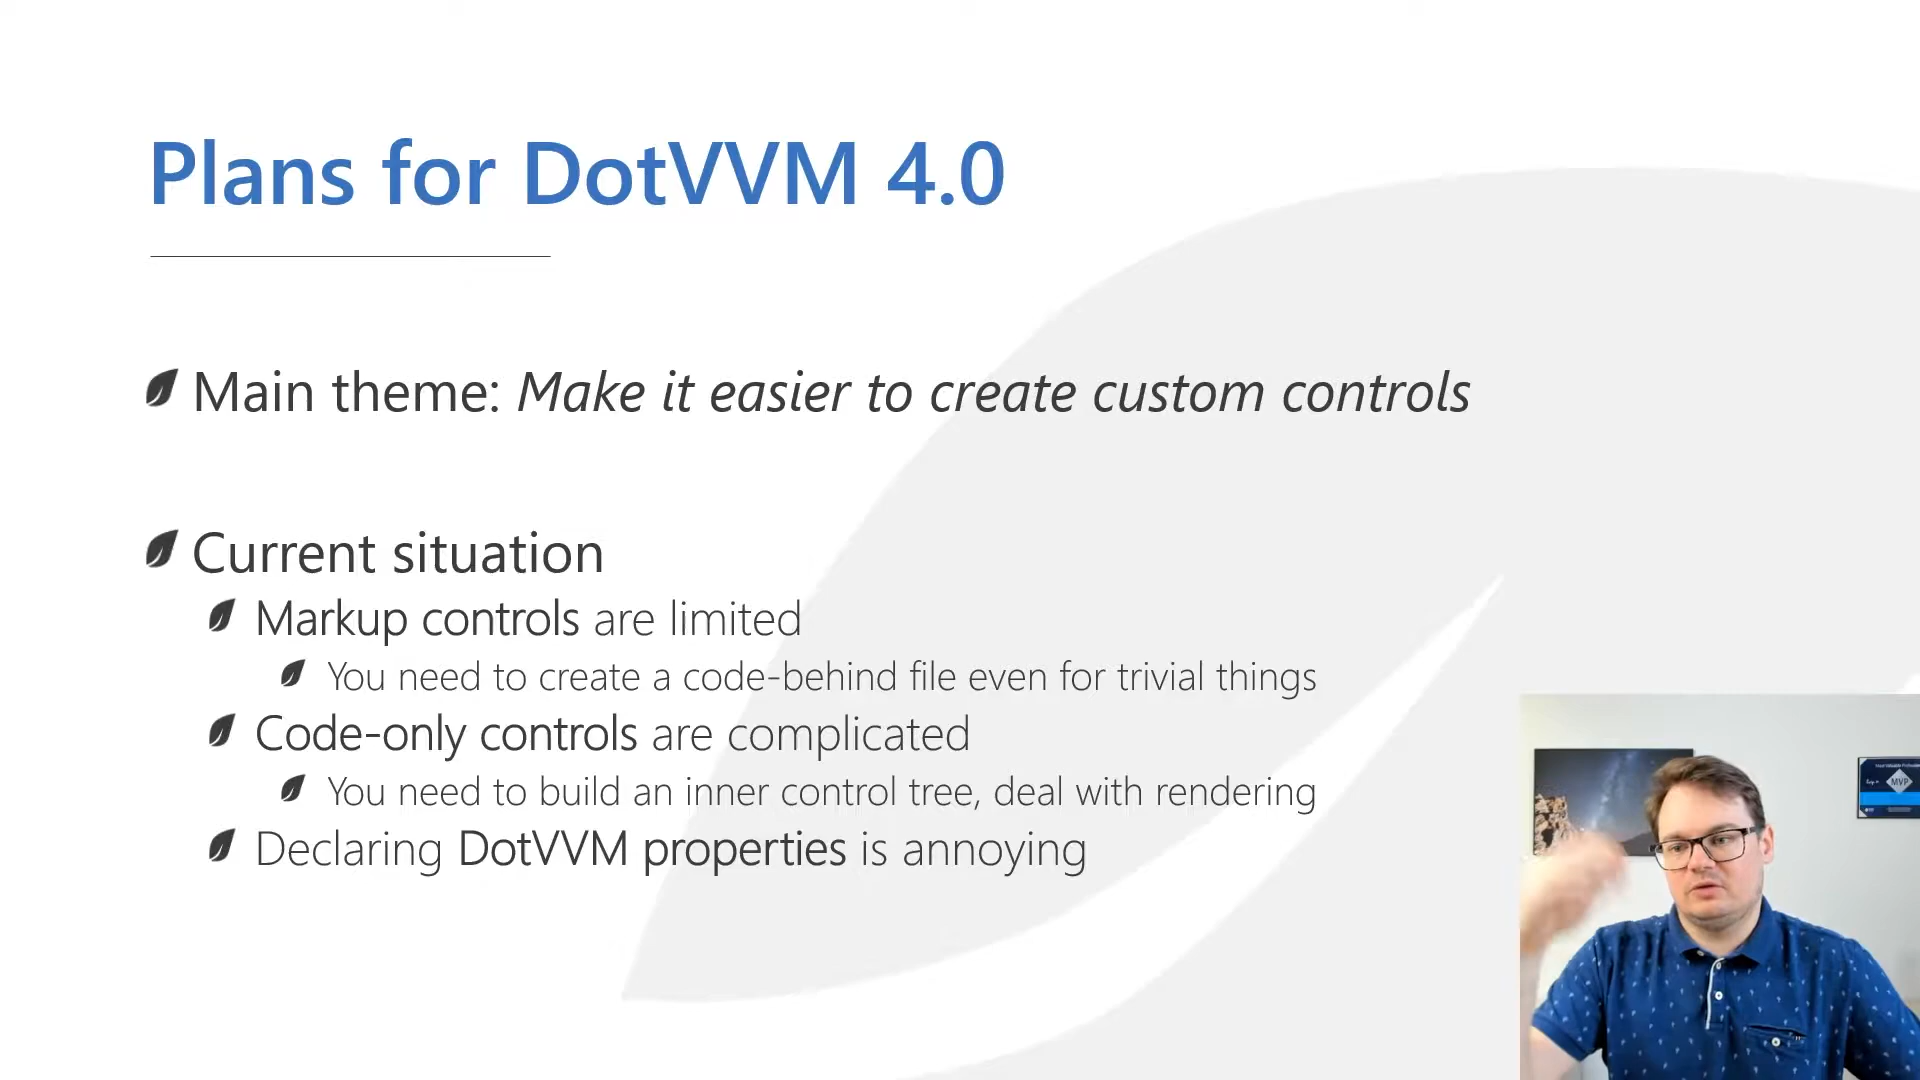 Plans for DotVVM 4.0
Main theme: Make it easier to create custom controls
Current situation
Markup controls are limited
You need to create a code-behind file even for trivial things
Code-only controls are complicated
You need to build an inner control tree, deal with rendering
Declaring DotVVM properties is annoying
MVP